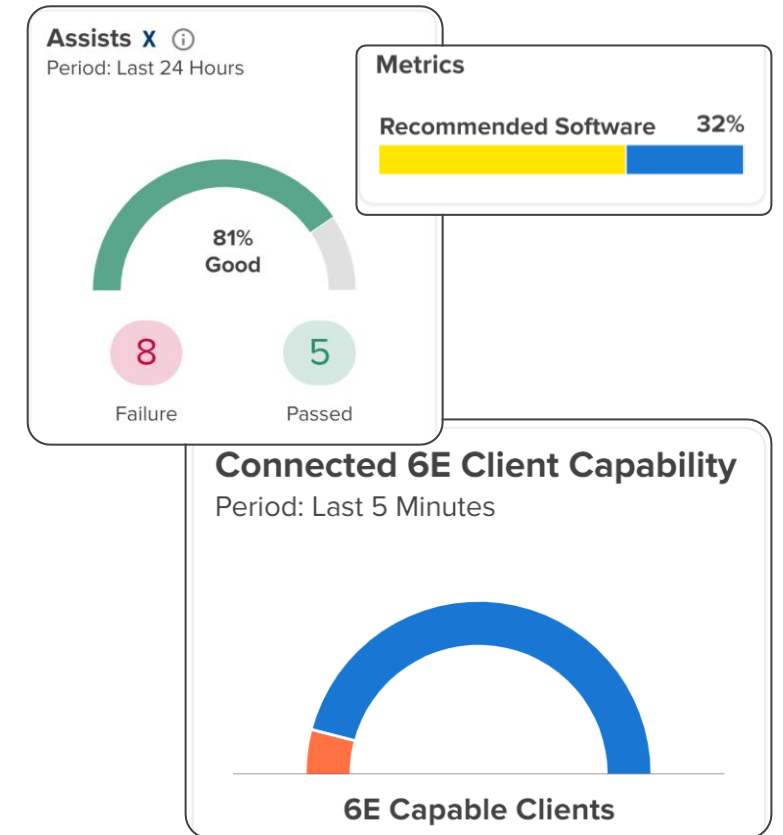 Assists X
Period: Last 24 Hours
81%
Good
8
5
Failure
Passed
Metrics
Recommended Software
32%
Connected 6E Client Capability
Period: Last 5 Minutes
6E Capable Clients